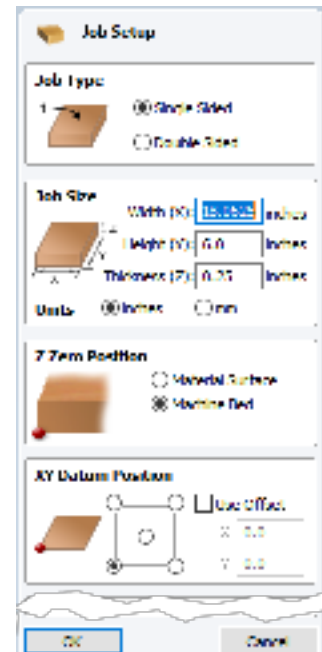 Job Setup
Job Type
1
Single Sided
Double Sided
Job Size
Width (X): inches
Height (Y): 6.0 inches
Thickness (Z): 0.25 inches
Units inches mm
Z Zero Position
Material Surface
Machine Bed
XY Datum Position
Use Offset
X 0.0
Y 0.0
OK Cancel